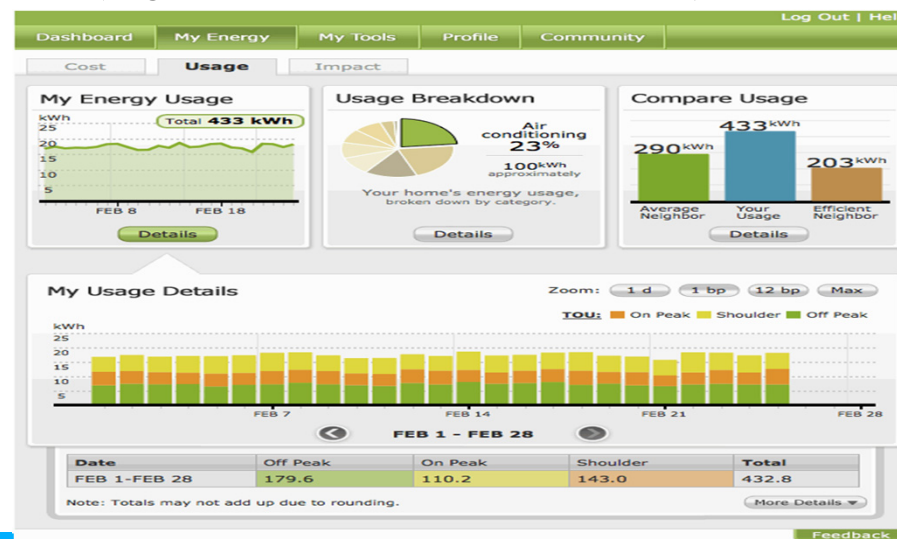 Log Out | Hel
Dashboard My Energy My Tools Profile Community
Cost Usage Impact
My Energy Usage
kWh
Total 433 kWh
25
20
15
10
5
FEB 8 FEB 18
Details
Usage Breakdown
Air
conditioning
23%
100kWh
approximately
Your home's energy usage,
broken down by category.
Details
Compare Usage
290kWh 433kWh 203kWh
Average Neighbor Your Usage Efficient Neighbor
Details
My Usage Details
Zoom: 1 d 1 bp 12 bp Max
TOU: On Peak Shoulder Off Peak
kWh
25
20
15
10
5
FEB 7 FEB 14 FEB 21 FEB 28
FEB 1 - FEB 28
Date Off Peak On Peak Shoulder Total
FEB 1-FEB 28 179.6 110.2 143.0 432.8
Note: Totals may not add up due to rounding.
More Details
Feedback